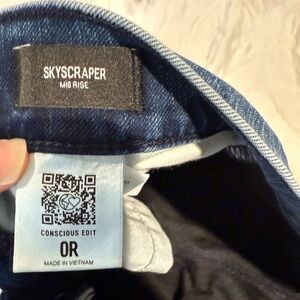 SKYSCRAPER
MID RISE
CONSCIOUS EDIT
0R
MADE IN VIETNAM